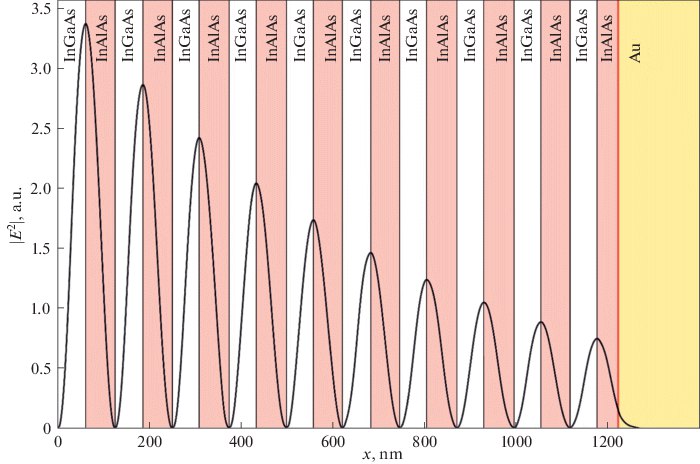 3.5
3.0
2.5
2.0
1.5
1.0
0.5
0
|E²|, a.u.
InGaAs
InAlAs
InGaAs
InAlAs
InGaAs
InAlAs
InGaAs
InAlAs
InGaAs
InAlAs
InGaAs
InAlAs
InGaAs
InAlAs
InGaAs
InAlAs
InGaAs
InAlAs
InGaAs
InAlAs
Au
0 200 400 600 800 1000 1200
x, nm